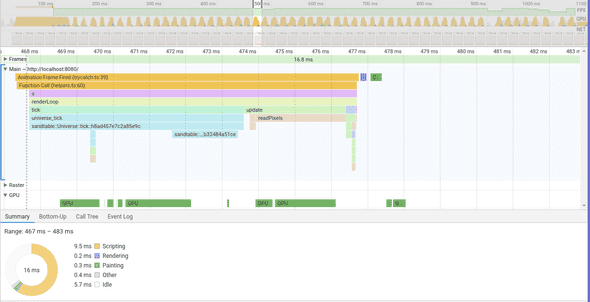 100 ms 200 ms 300 ms 400 ms 500 ms 600 ms 700 ms 800 ms 900 ms 1000 ms 1100
FPS
CPU
NET
468 ms 469 ms 470 ms 471 ms 472 ms 473 ms 474 ms 475 ms 476 ms 477 ms 478 ms 479 ms 480 ms 481 ms 482 ms 483 m
Frames 16.8 ms
Main — http://localhost:8080/
Animation Frame Fired (trycatch.ts:39)
Function Call (helpers.ts:60)
renderLoop
tick update
universe_tick readPixels
sandtable::Universe::tick::h8ad457e7c2a85e9c
sandtable:...b32484a51ce
Raster
GPU
GPU GPU GPU GPU G...
Summary Bottom-Up Call Tree Event Log
Range: 467 ms – 483 ms
9.5 ms Scripting
0.2 ms Rendering
0.3 ms Painting
0.4 ms Other
5.7 ms Idle
16 ms